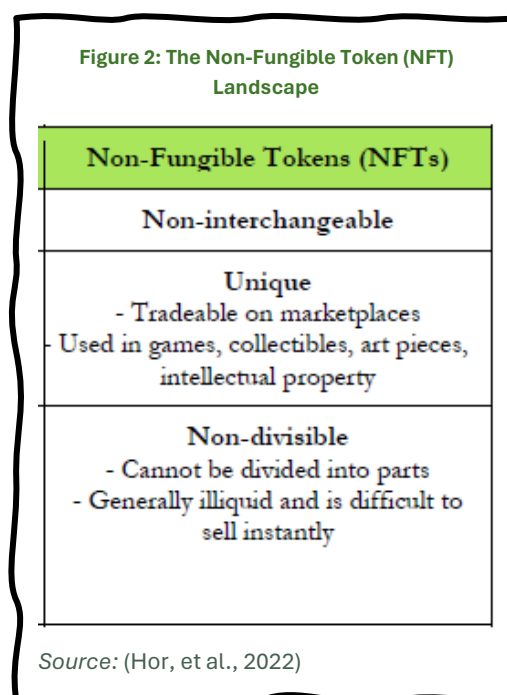 Figure 2: The Non-Fungible Token (NFT)
Landscape
Non-Fungible Tokens (NFTs)
Non-interchangeable
Unique
- Tradeable on marketplaces
- Used in games, collectibles, art pieces,
intellectual property
Non-divisible
- Cannot be divided into parts
- Generally illiquid and is difficult to
sell instantly
Source: (Hor, et al., 2022)